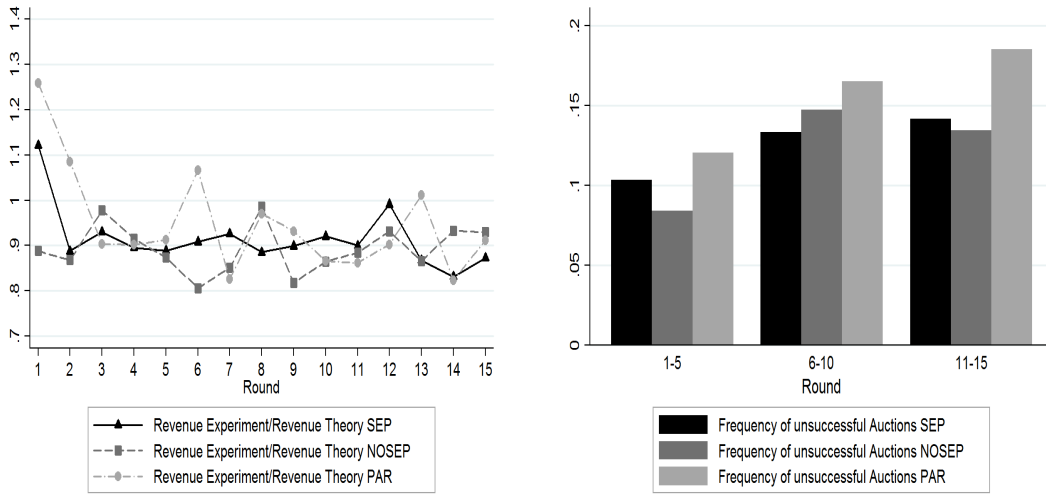 1.4
1.3
1.2
1.1
1
.9
.8
.7
1 2 3 4 5 6 7 8 9 10 11 12 13 14 15
Round
Revenue Experiment/Revenue Theory SEP
Revenue Experiment/Revenue Theory NOSEP
Revenue Experiment/Revenue Theory PAR
.2
.15
.1
.05
0
1-5 6-10 11-15
Round
Frequency of unsuccessful Auctions SEP
Frequency of unsuccessful Auctions NOSEP
Frequency of unsuccessful Auctions PAR